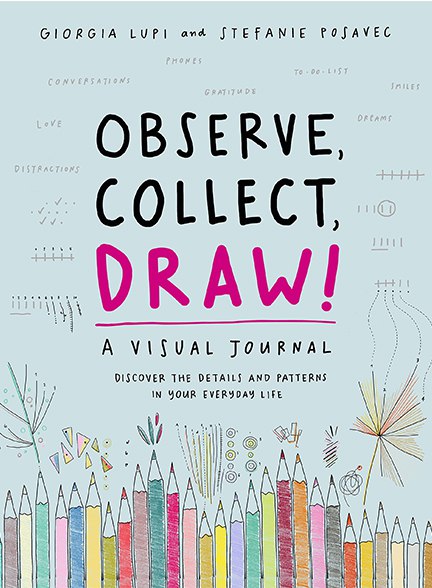 GIORGIA LUPI and STEFANIE POSAVEC
PHONES
TO-DO-LIST
CONVERSATIONS
SMILES
GRATITUDE
LOVE
DREAMS
OBSERVE,
DISTRACTIONS
COLLECT,
DRAW!
A VISUAL JOURNAL
DISCOVER THE DETAILS AND PATTERNS
IN YOUR EVERYDAY LIFE